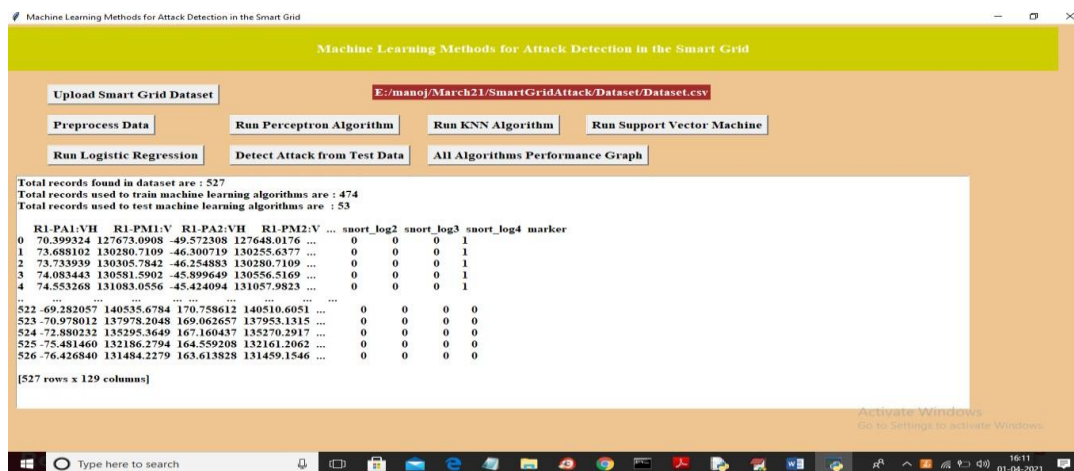 Machine Learning Methods for Attack Detection in the Smart Grid
Machine Learning Methods for Attack Detection in the Smart Grid
Upload Smart Grid Dataset E:/manoj/March21/SmartGridAttack/Dataset/Dataset.csv
Preprocess Data Run Perceptron Algorithm Run KNN Algorithm Run Support Vector Machine
Run Logistic Regression Detect Attack from Test Data All Algorithms Performance Graph
Total records found in dataset are : 527
Total records used to train machine learning algorithms are : 474
Total records used to test machine learning algorithms are : 53
R1-PA1:VH R1-PM1:V R1-PA2:VH R1-PM2:V ... snort_log2 snort_log3 snort_log4 marker
0 70.399324 127673.0908 -49.572308 127648.0176 ... 0 0 0 1
1 73.688102 130280.7109 -46.300719 130255.6377 ... 0 0 0 1
2 73.733939 130305.7842 -46.254883 130280.7109 ... 0 0 0 1
3 74.083443 130581.5902 -45.899649 130556.5169 ... 0 0 0 1
4 74.553268 131083.0556 -45.424094 131057.9823 ... 0 0 0 1
.. ... ... ... ... ... ... ... ...
522 -69.282057 140535.6784 170.758612 140510.6051 ... 0 0 0 0
523 -70.978012 137978.2048 169.062657 137953.1315 ... 0 0 0 0
524 -72.880232 135295.3649 167.160437 135270.2917 ... 0 0 0 0
525 -75.481460 132186.2794 164.559208 132161.2062 ... 0 0 0 0
526 -76.426840 131484.2279 163.613828 131459.1546 ... 0 0 0 0
[527 rows x 129 columns]
Activate Windows
Go to Settings to activate Windows.
Type here to search
16:11
01-04-2021